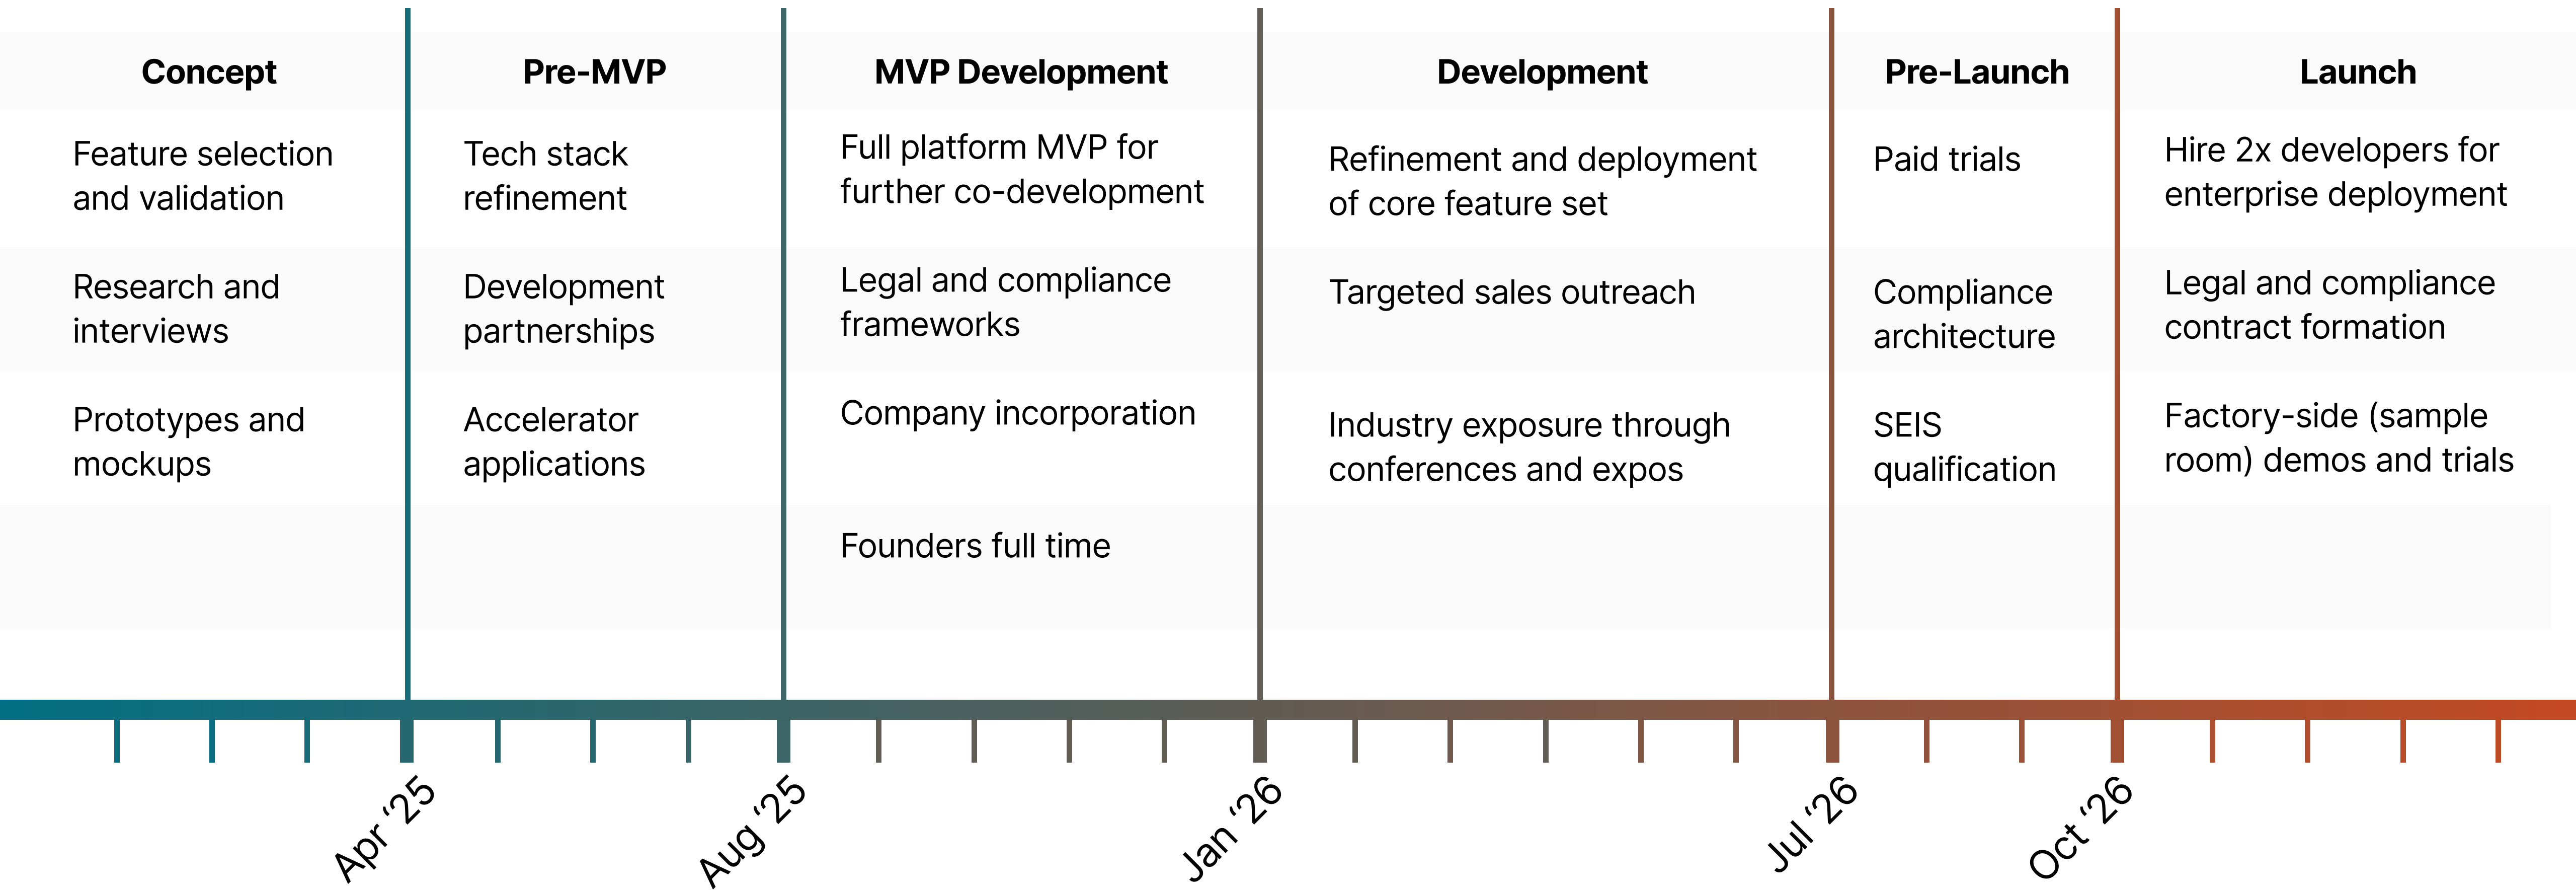 Concept
Pre-MVP
MVP Development
Development
Pre-Launch
Launch
Feature selection
and validation
Tech stack
refinement
Full platform MVP for
further co-development
Refinement and deployment
of core feature set
Paid trials
Hire 2x developers for
enterprise deployment
Research and
interviews
Development
partnerships
Legal and compliance
frameworks
Targeted sales outreach
Compliance
architecture
Legal and compliance
contract formation
Prototypes and
mockups
Accelerator
applications
Company incorporation
Industry exposure through
conferences and expos
SEIS
qualification
Factory-side (sample
room) demos and trials
Founders full time
Apr ‘25
Aug ‘25
Jan ‘26
Jul ‘26
Oct ‘26